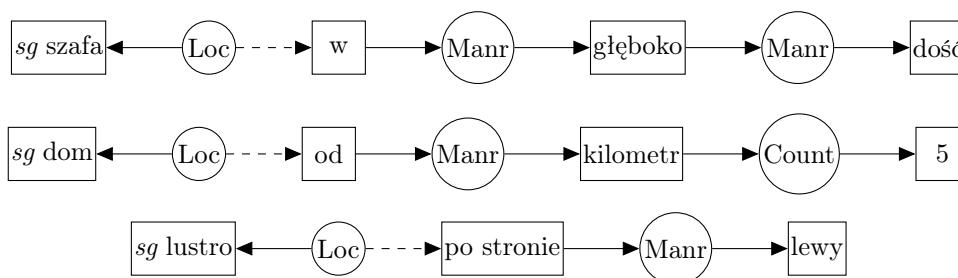 sg szafa Loc w Manr głęboko Manr dość
sg dom Loc od Manr kilometr Count 5
sg lustro Loc po stronie Manr lewy